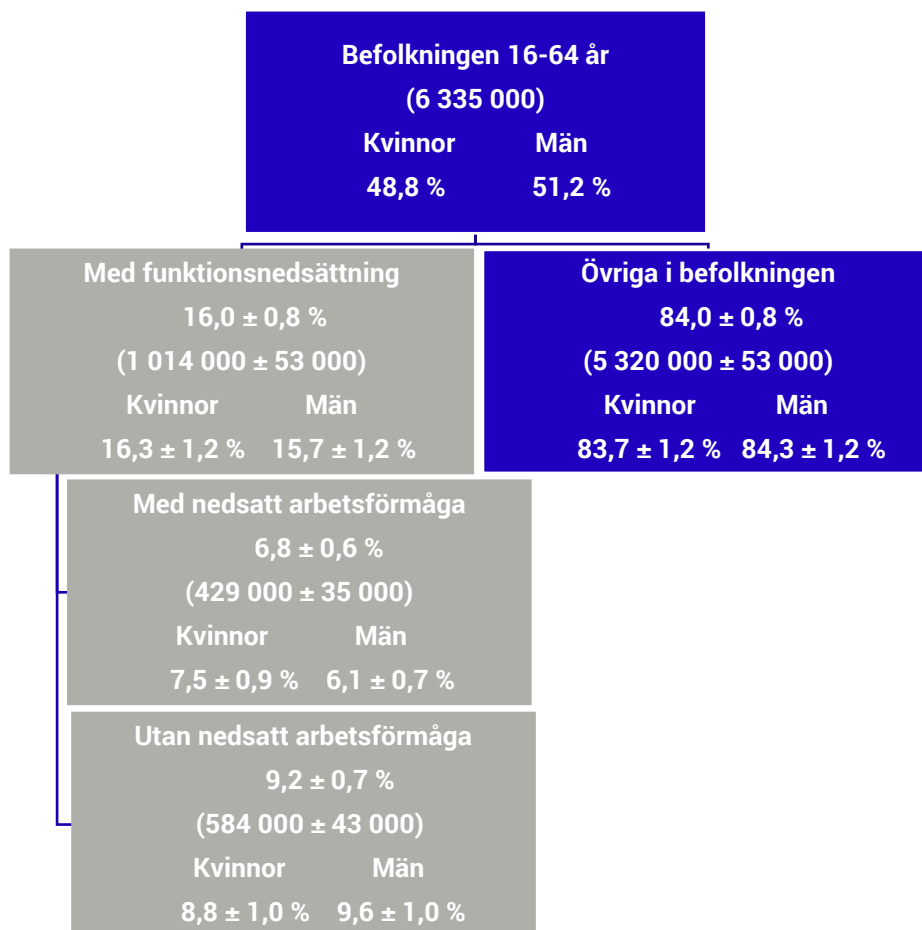 Befolkningen 16-64 år
(6 335 000)
Kvinnor Män
48,8 % 51,2 %
Med funktionsnedsättning
16,0 ± 0,8 %
(1 014 000 ± 53 000)
Kvinnor Män
16,3 ± 1,2 % 15,7 ± 1,2 %
Övriga i befolkningen
84,0 ± 0,8 %
(5 320 000 ± 53 000)
Kvinnor Män
83,7 ± 1,2 % 84,3 ± 1,2 %
Med nedsatt arbetsförmåga
6,8 ± 0,6 %
(429 000 ± 35 000)
Kvinnor Män
7,5 ± 0,9 % 6,1 ± 0,7 %
Utan nedsatt arbetsförmåga
9,2 ± 0,7 %
(584 000 ± 43 000)
Kvinnor Män
8,8 ± 1,0 % 9,6 ± 1,0 %